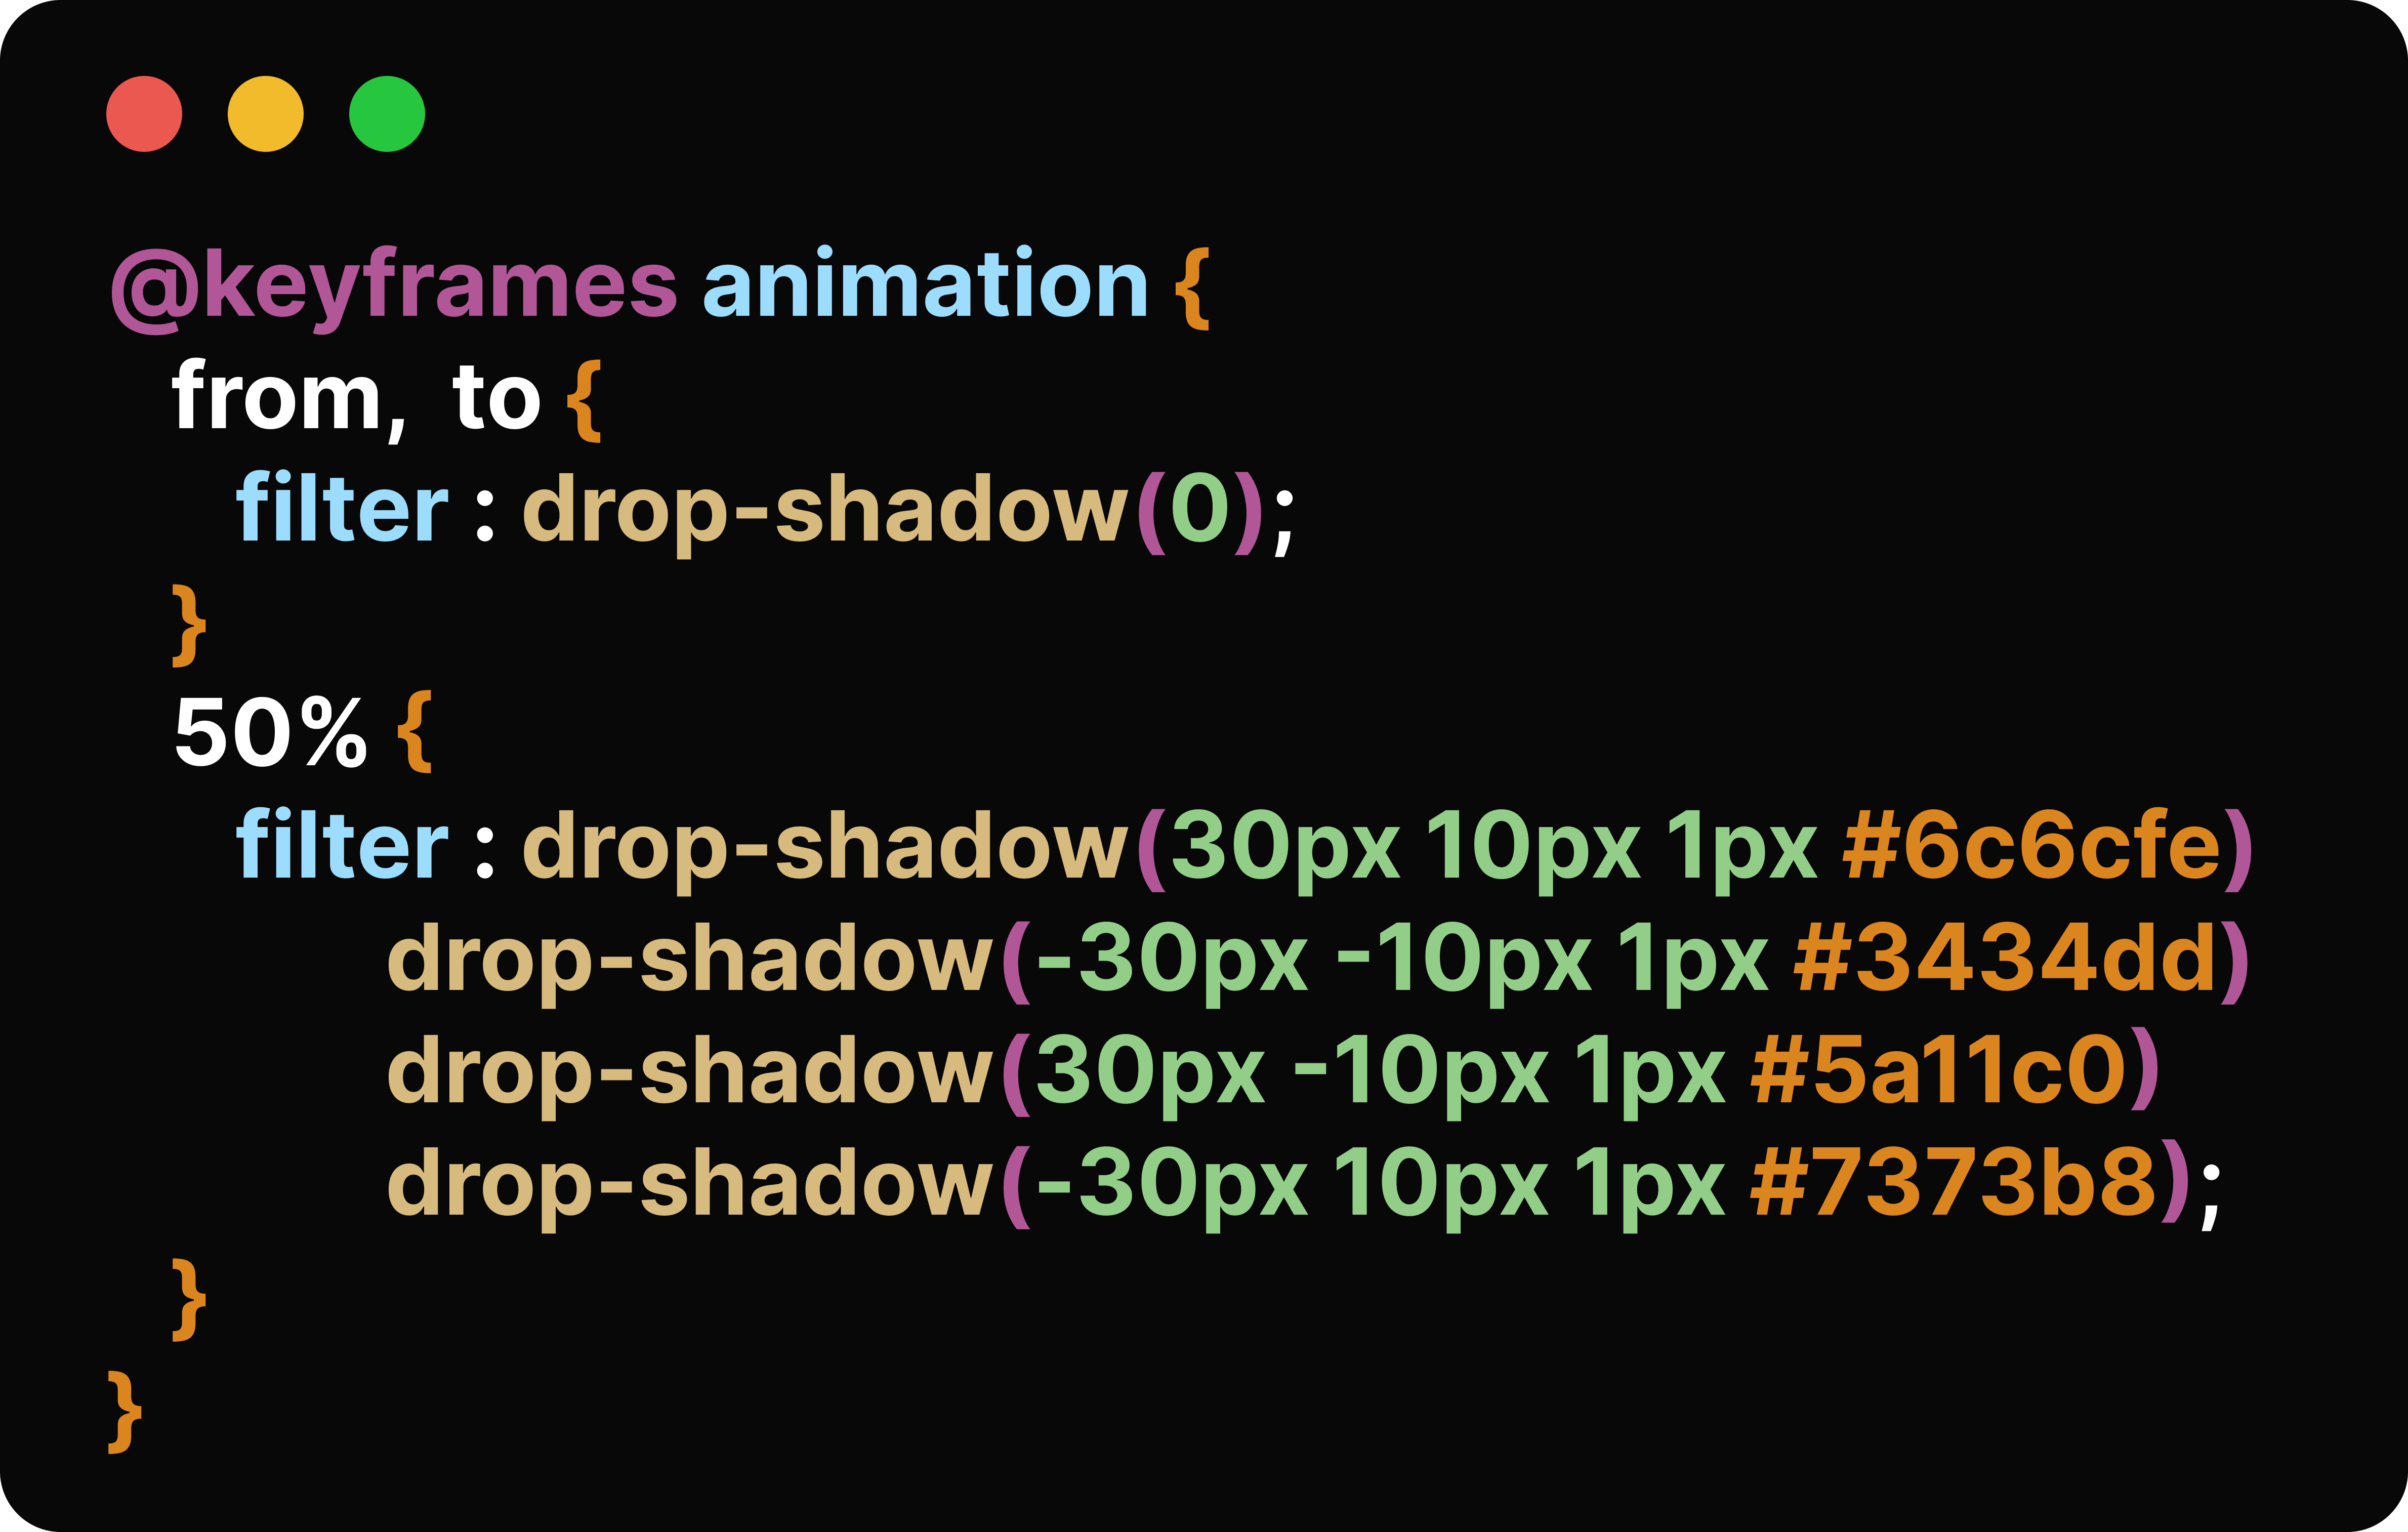 @keyframes animation {
from, to {
filter : drop-shadow(0);
}
50% {
filter : drop-shadow(30px 10px 1px #6c6cfe)
drop-shadow(-30px -10px 1px #3434dd)
drop-shadow(30px -10px 1px #5a11c0)
drop-shadow(-30px 10px 1px #7373b8);
}
}